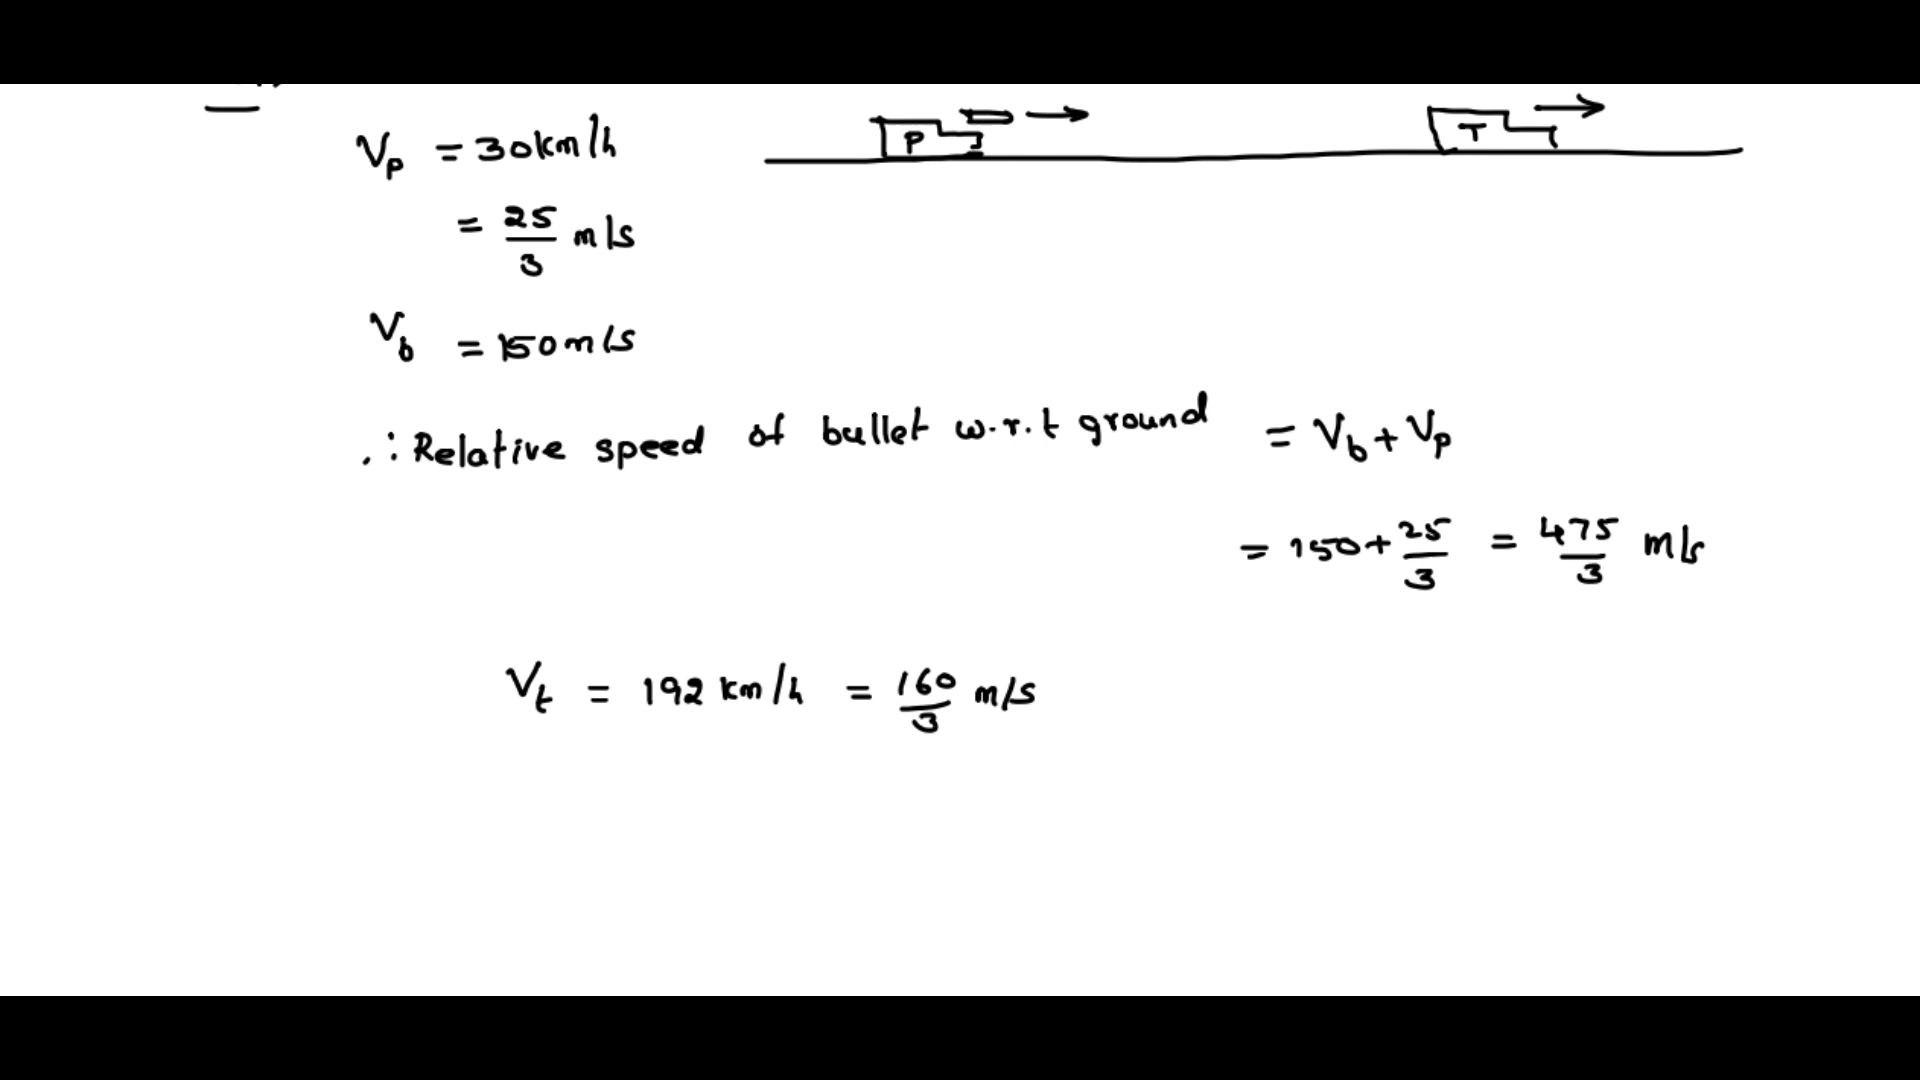 P T
Vp = 30km/h
= 25/3 m/s
Vb = 150m/s
∴ Relative speed of bullet w.r.t ground = Vb + Vp
= 150 + 25/3 = 475/3 m/s
Vt = 192 km/h = 160/3 m/s